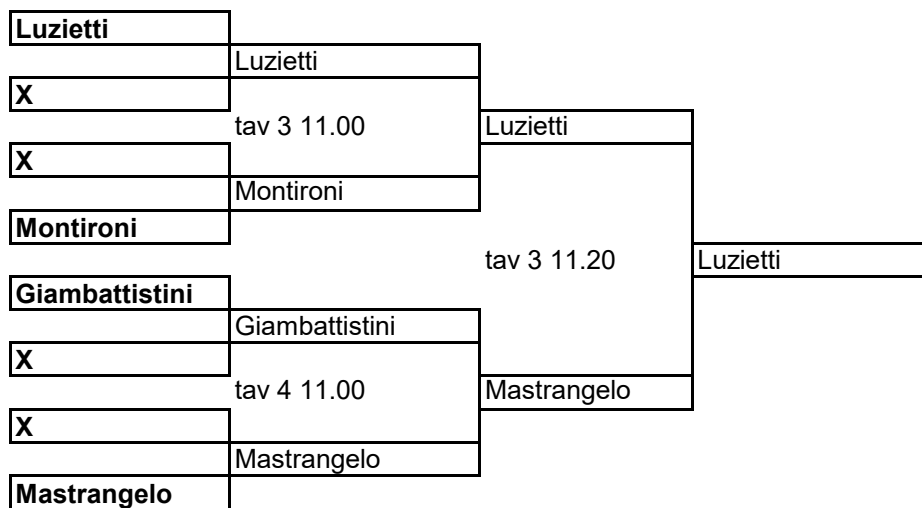 Luzietti
Luzietti
X
tav 3 11.00
Luzietti
X
Montironi
Montironi
tav 3 11.20
Luzietti
Giambattistini
Giambattistini
X
tav 4 11.00
Mastrangelo
X
Mastrangelo
Mastrangelo